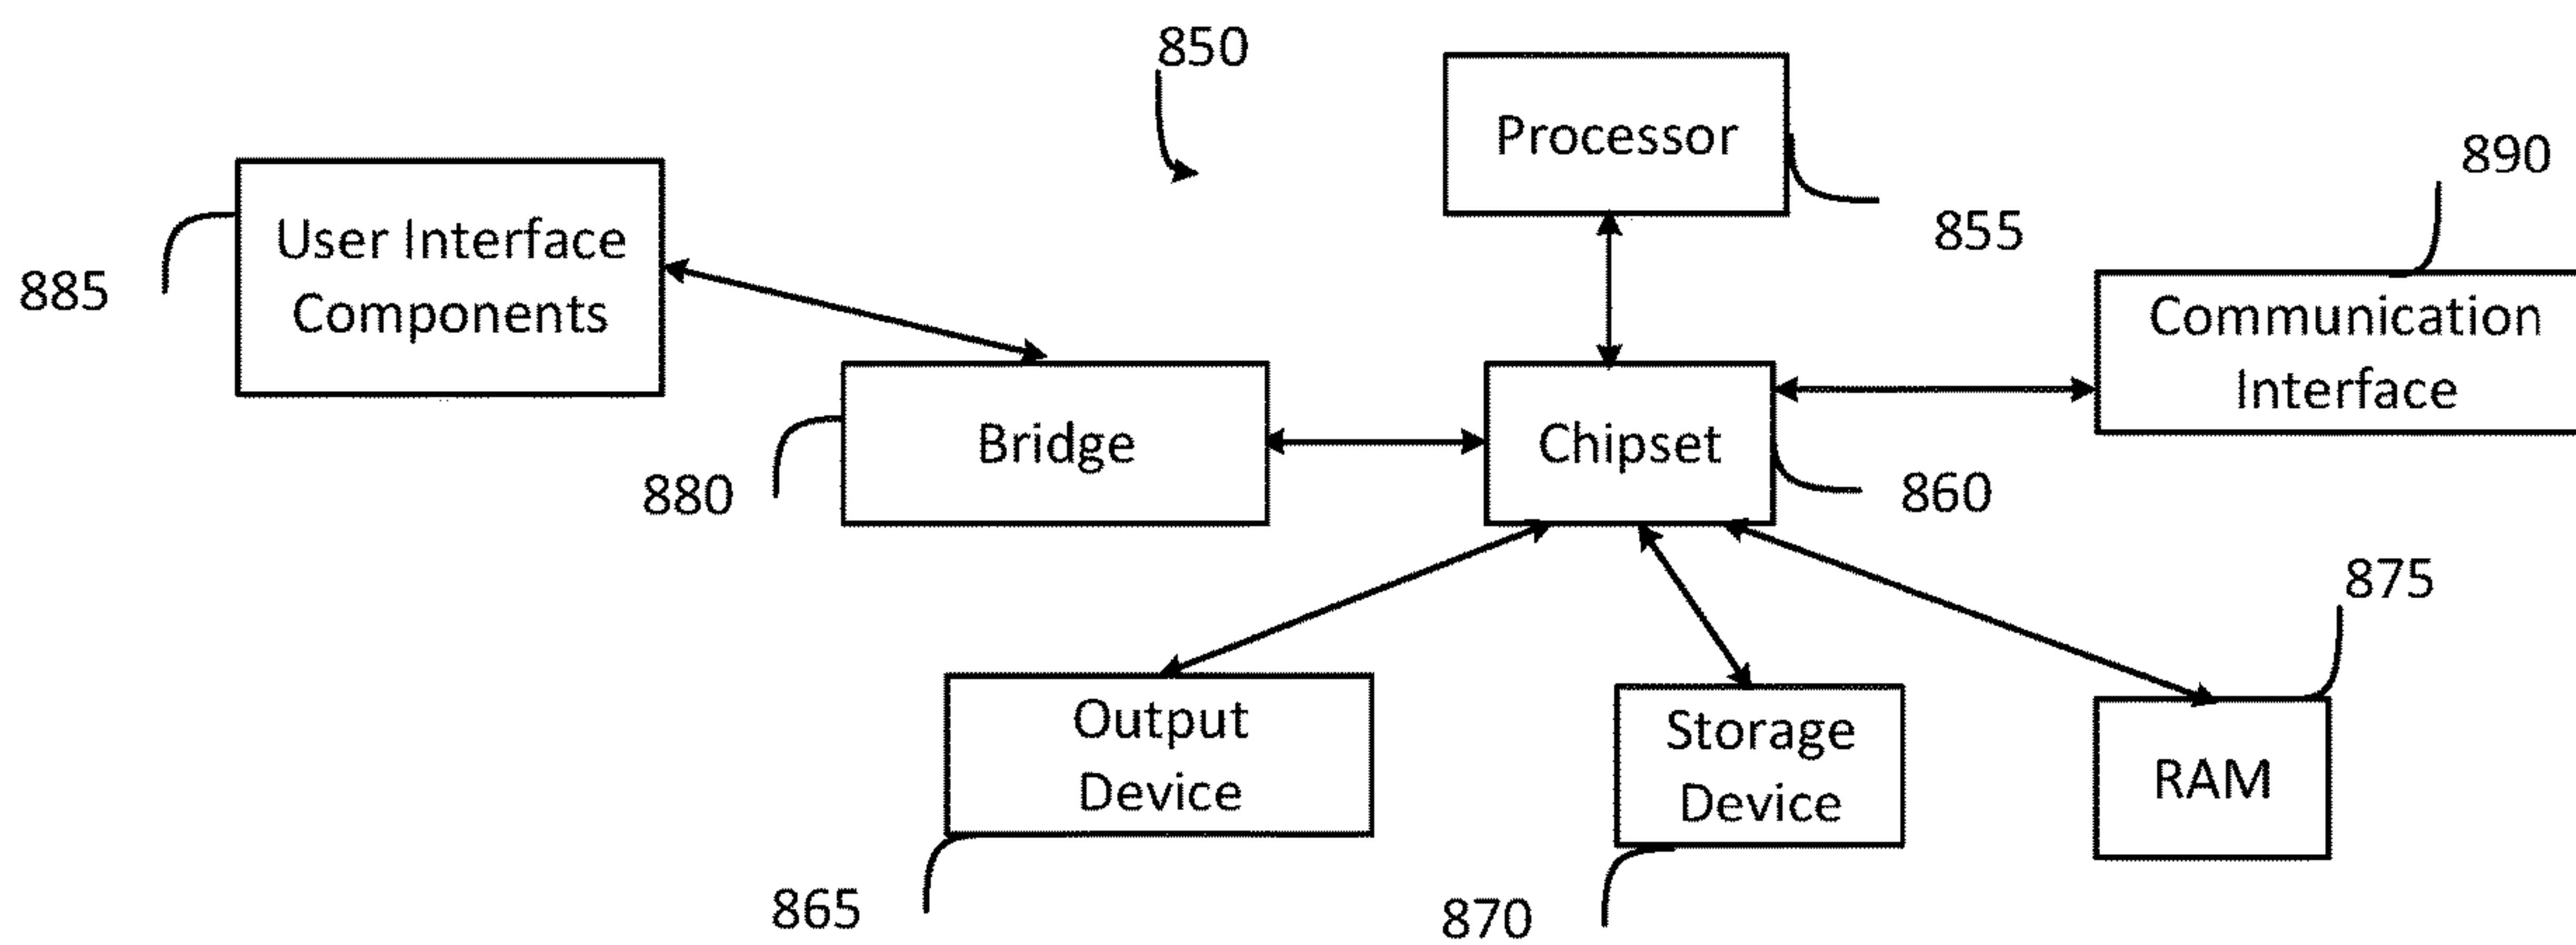 850
Processor
890
User Interface
Components
855
885
Communication
Interface
Bridge
Chipset
880
860
875
Output
Device
Storage
Device
RAM
865
870